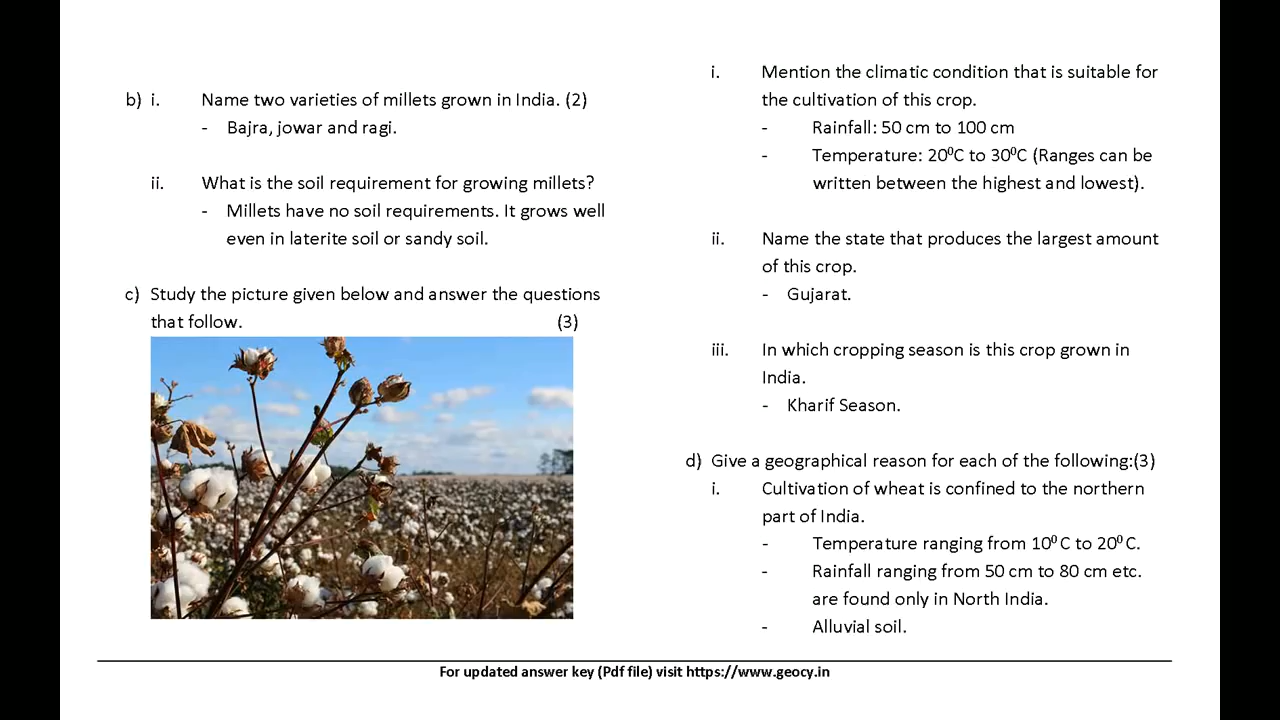 b) i. Name two varieties of millets grown in India. (2)
- Bajra, jowar and ragi.
ii. What is the soil requirement for growing millets?
- Millets have no soil requirements. It grows well
even in laterite soil or sandy soil.
c) Study the picture given below and answer the questions
that follow. (3)
i. Mention the climatic condition that is suitable for
the cultivation of this crop.
- Rainfall: 50 cm to 100 cm
- Temperature: 20⁰C to 30⁰C (Ranges can be
written between the highest and lowest).
ii. Name the state that produces the largest amount
of this crop.
- Gujarat.
iii. In which cropping season is this crop grown in
India.
- Kharif Season.
d) Give a geographical reason for each of the following:(3)
i. Cultivation of wheat is confined to the northern
part of India.
- Temperature ranging from 10⁰ C to 20⁰ C.
- Rainfall ranging from 50 cm to 80 cm etc.
are found only in North India.
- Alluvial soil.
For updated answer key (Pdf file) visit https://www.geocy.in